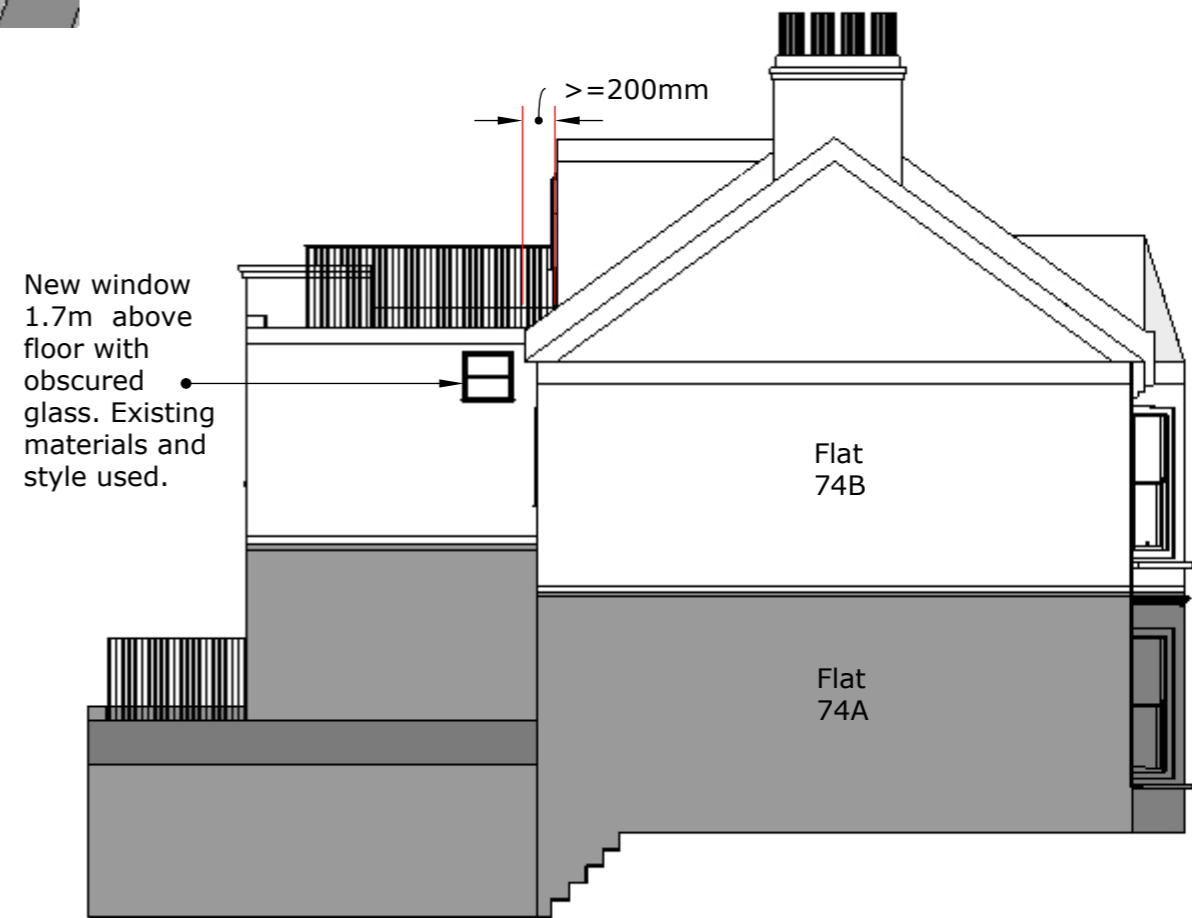 >=200mm
New window
1.7m above
floor with
obscured
glass. Existing
materials and
style used.
Flat
74B
Flat
74A